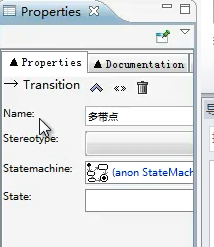 Properties
Properties Documentation
Transition
Name: 多带点
Stereotype:
Statemachine: (anon StateMach
State: